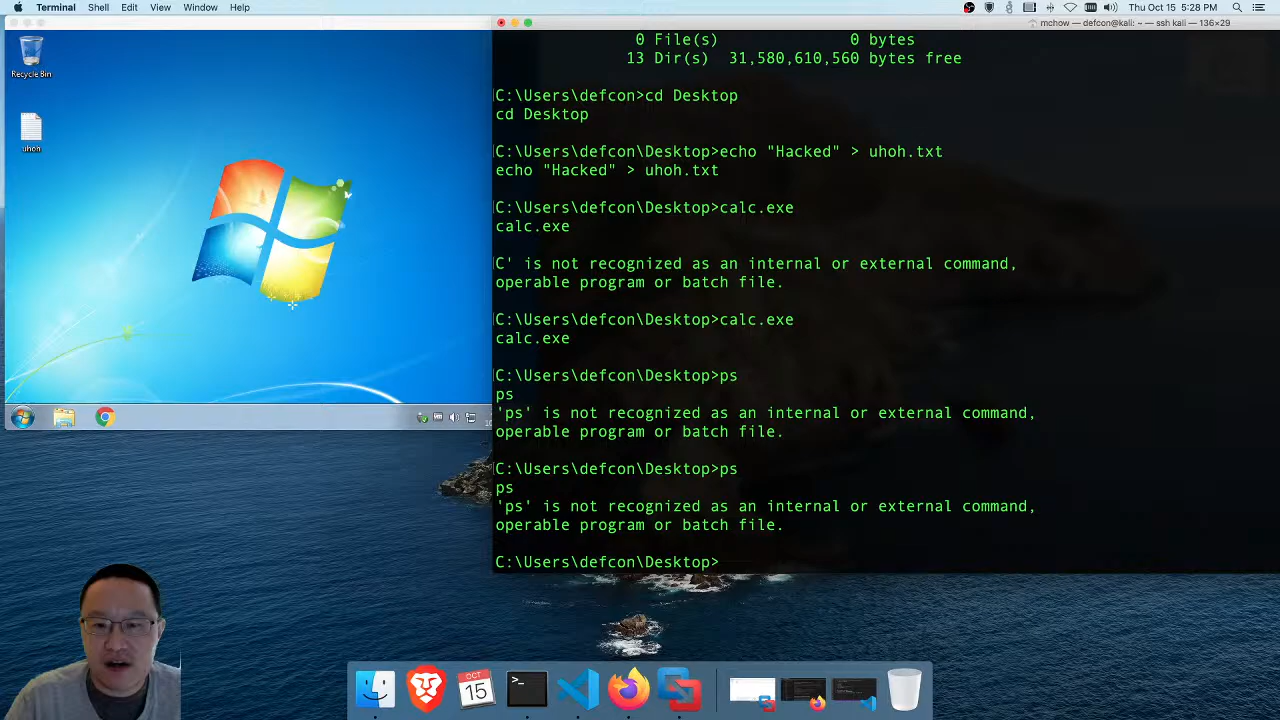 Terminal Shell Edit View Window Help
Thu Oct 15 5:28 PM
mchow — defcon@kali: ~ — ssh kali — 136×29
Recycle Bin
uhoh
0 File(s) 0 bytes
13 Dir(s) 31,580,610,560 bytes free
C:\Users\defcon>cd Desktop
cd Desktop
C:\Users\defcon\Desktop>echo "Hacked" > uhoh.txt
echo "Hacked" > uhoh.txt
C:\Users\defcon\Desktop>calc.exe
calc.exe
C' is not recognized as an internal or external command,
operable program or batch file.
C:\Users\defcon\Desktop>calc.exe
calc.exe
C:\Users\defcon\Desktop>ps
ps
'ps' is not recognized as an internal or external command,
operable program or batch file.
C:\Users\defcon\Desktop>ps
ps
'ps' is not recognized as an internal or external command,
operable program or batch file.
C:\Users\defcon\Desktop>
OCT
15
>_